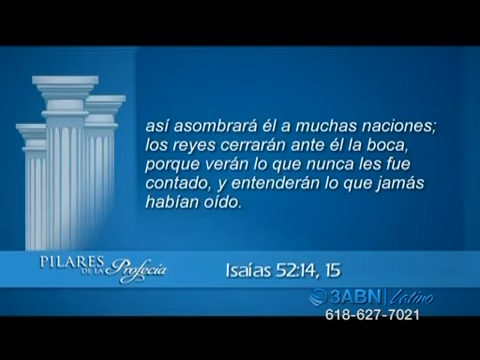 así asombrará él a muchas naciones;
los reyes cerrarán ante él la boca,
porque verán lo que nunca les fue
contado, y entenderán lo que jamás
habían oído.
PILARES
DE LA Profecía
Isaías 52:14, 15
3ABN Latino
618-627-7021